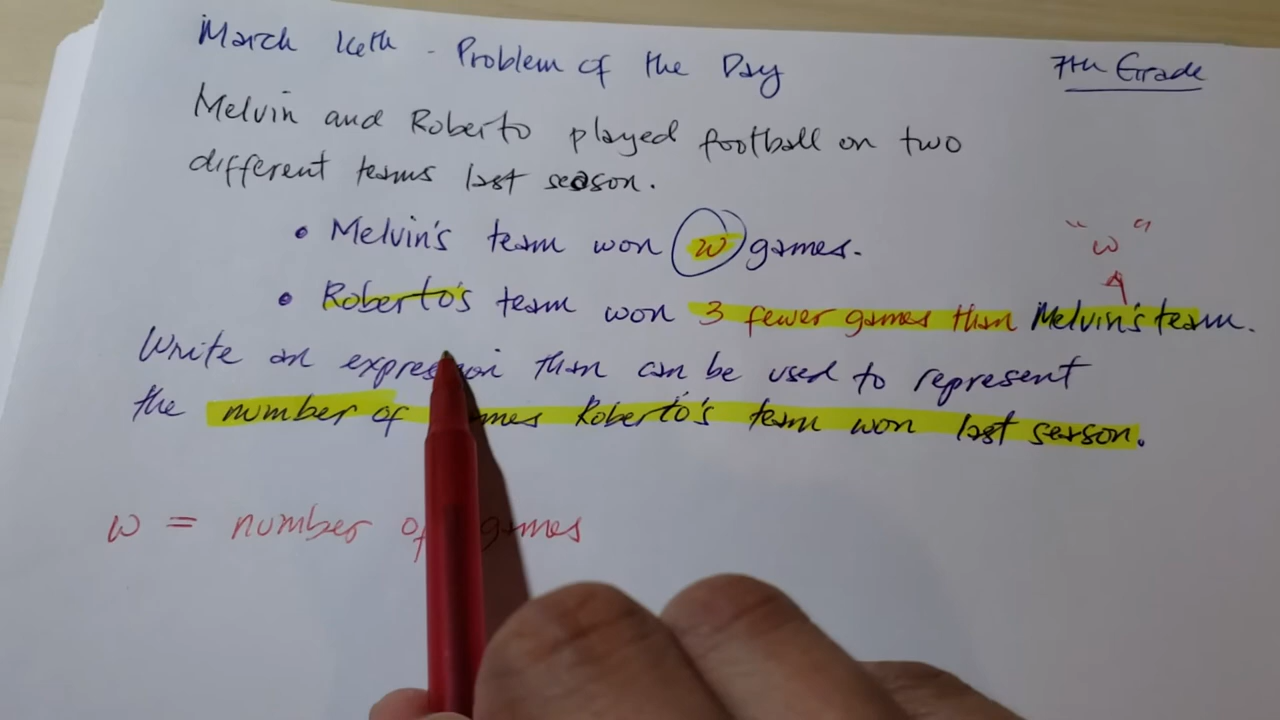 March 16th - Problem of the Day
7th Grade
Melvin and Roberto played football on two
different teams last season.
• Melvin's team won w games.
"w"
• Roberto's team won 3 fewer games than Melvin's team.
Write an expression than can be used to represent
the number of games Roberto's team won last season.
w = number of games